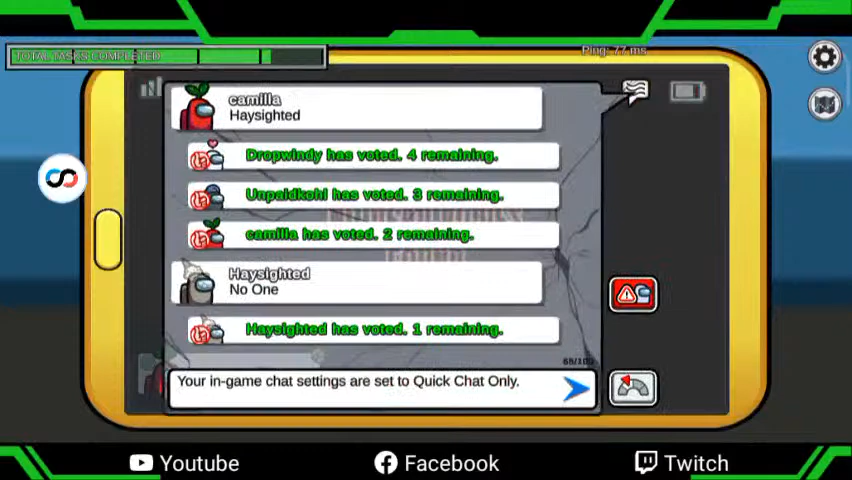 TOTAL TASKS COMPLETED
Ping: 77 ms
camilla
Haysighted
Dropwindy has voted. 4 remaining.
Unpaidkohl has voted. 3 remaining.
camilla has voted. 2 remaining.
Haysighted
No One
Haysighted has voted. 1 remaining.
Your in-game chat settings are set to Quick Chat Only.
Youtube
Facebook
Twitch